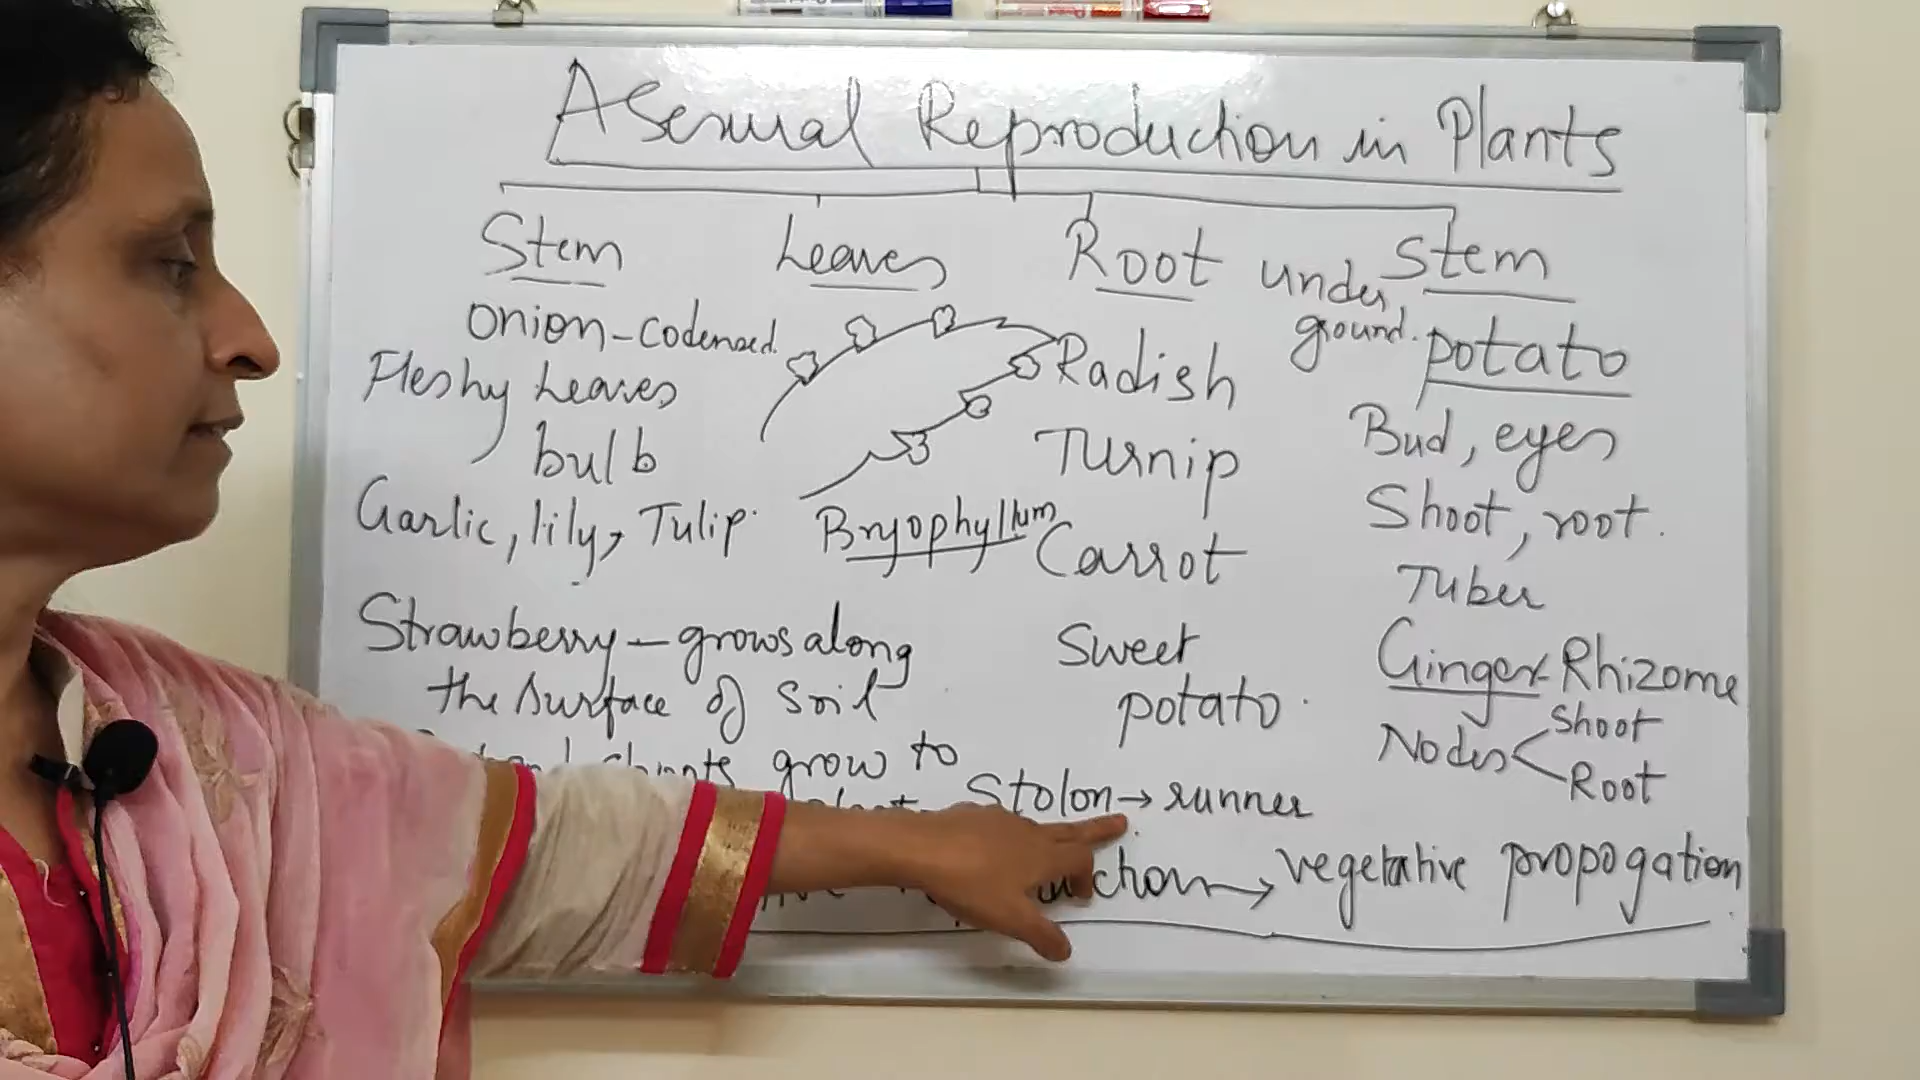 Asexual Reproduction in Plants
Stem
Onion - Codensed
Fleshy Leaves
bulb
Garlic, lily, Tulip.
Strawberry - grows along
the surface of soil
shoots grow to
Leaves
Bryophyllum
Root
Radish
Turnip
Carrot
Sweet
potato.
Stolon → runner
Stem
under
ground.
potato
Bud, eyes
Shoot, root.
Tuber
Ginger - Rhizome
Nodes
Shoot
Root
→ vegetative propogation